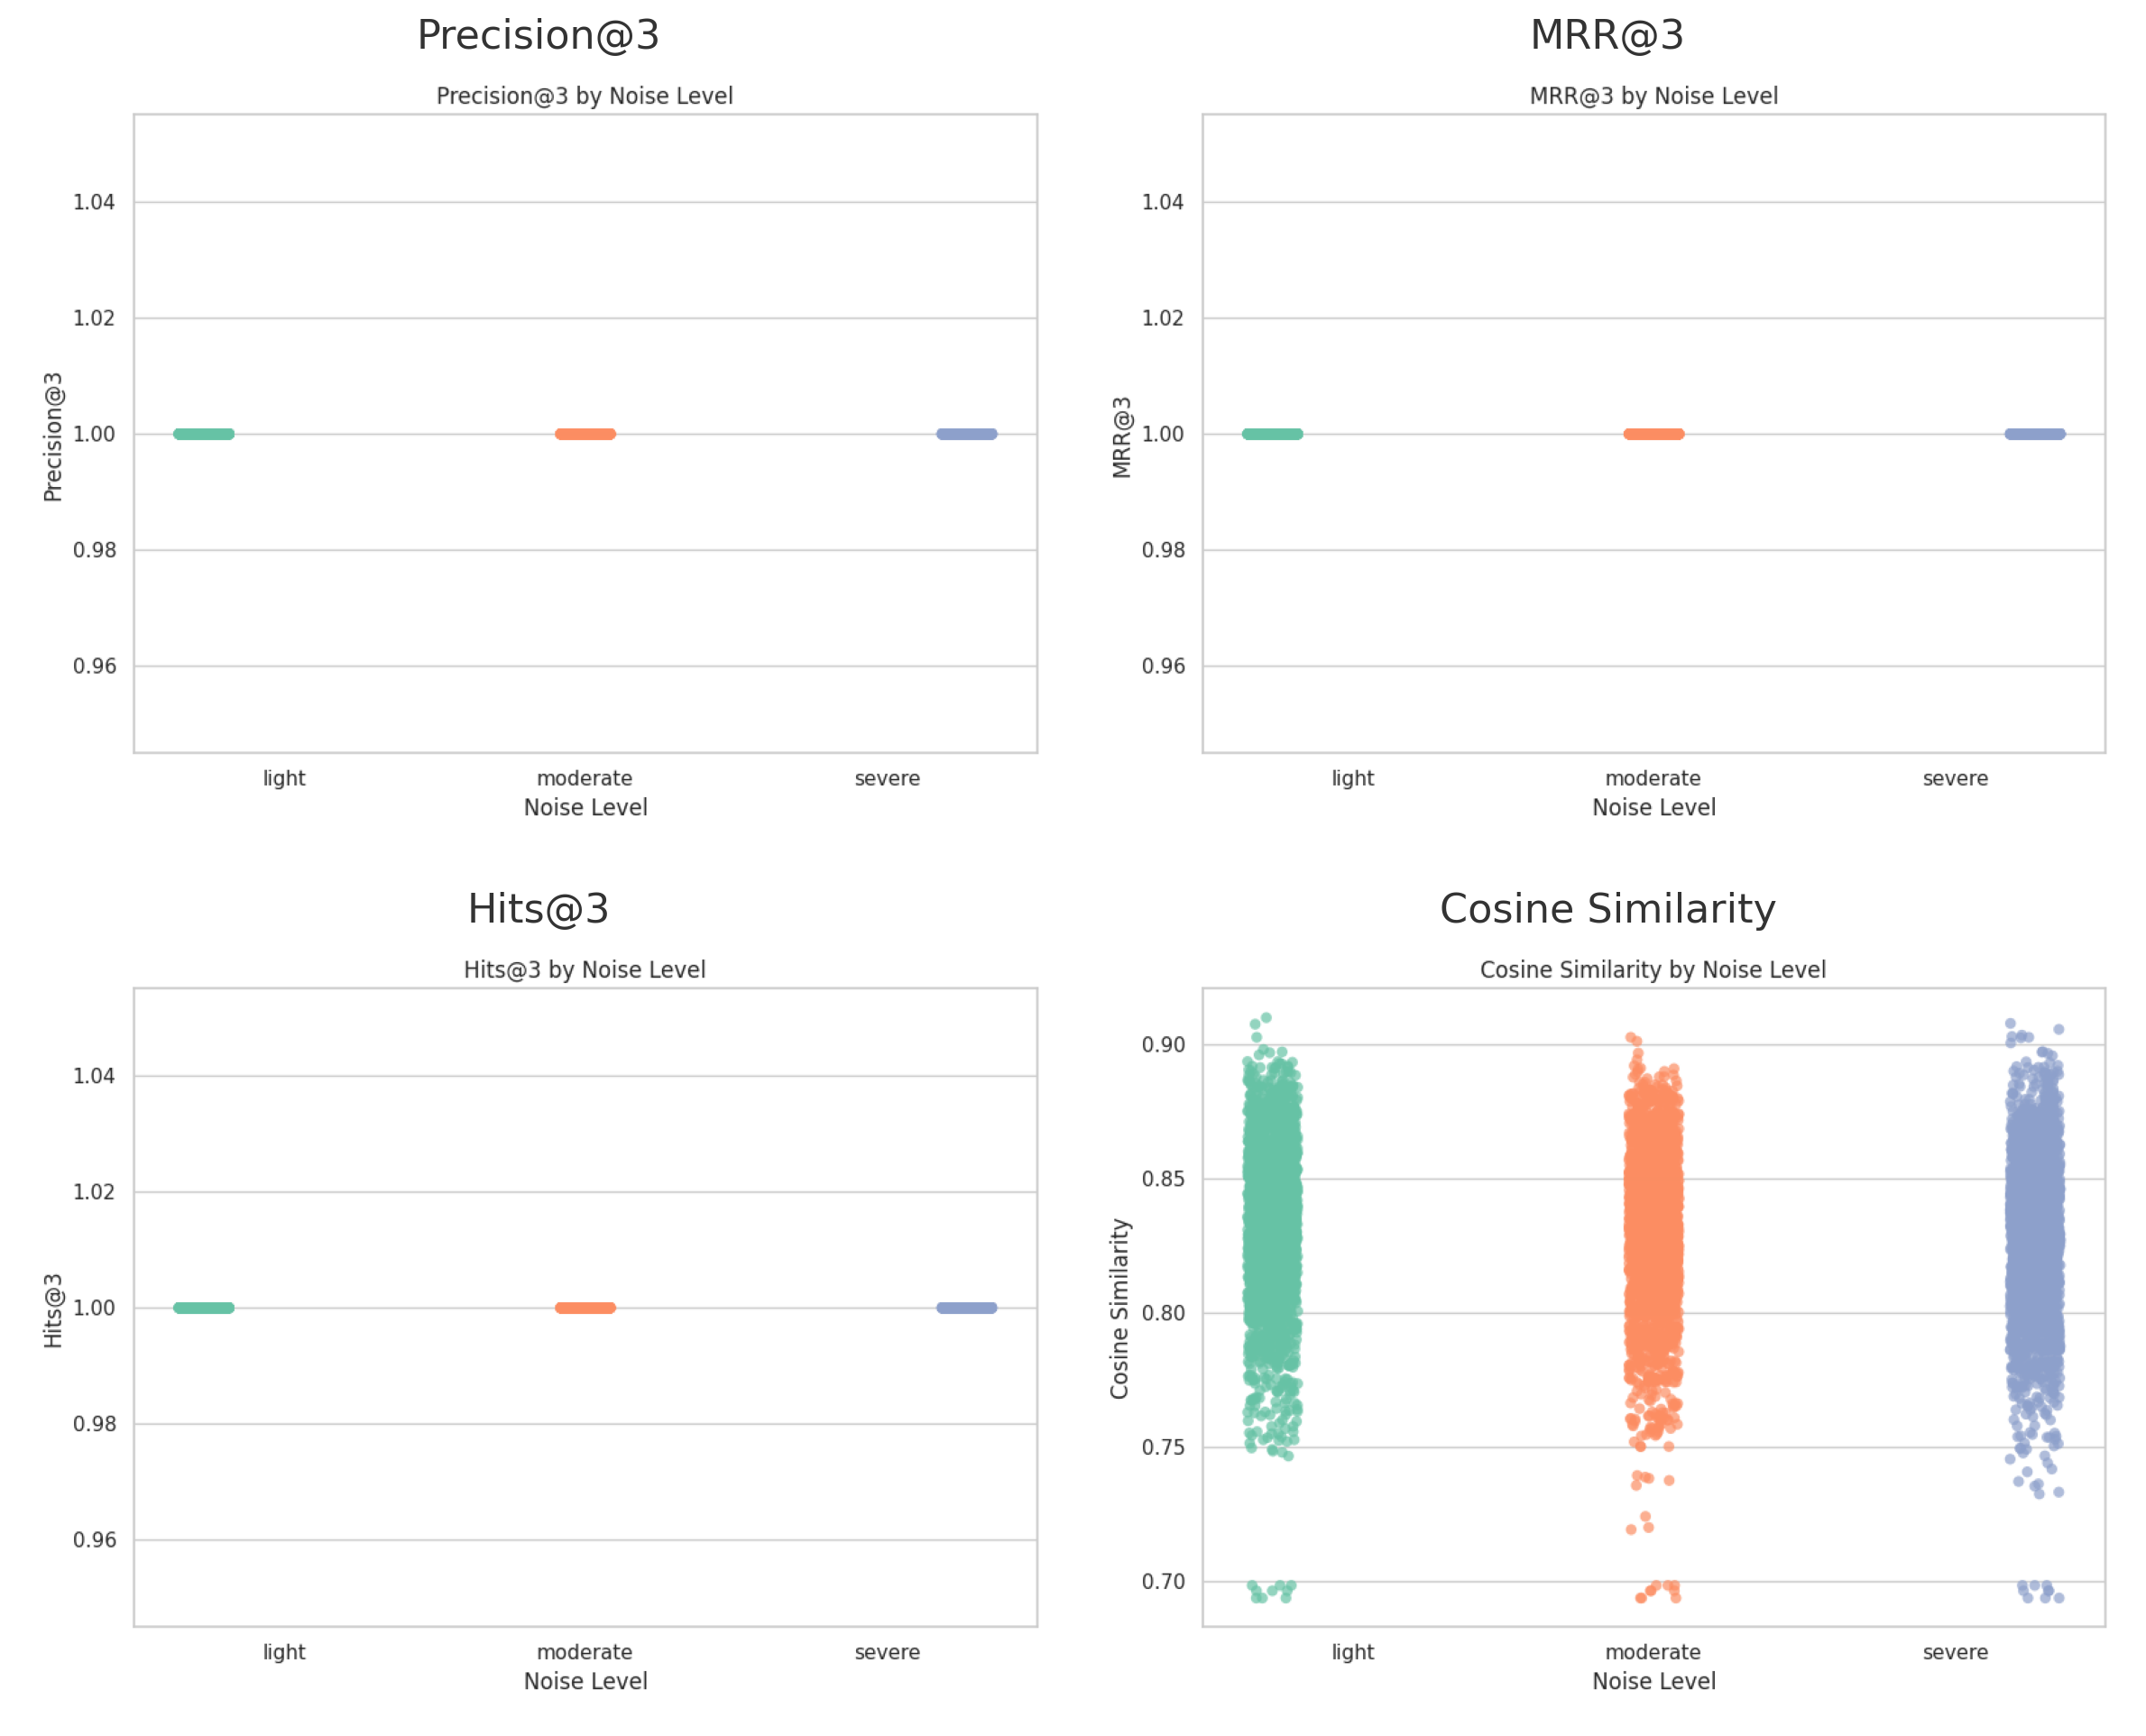 Precision@3
Precision@3 by Noise Level
1.04
1.02
1.00
0.98
0.96
Precision@3
light moderate severe
Noise Level
MRR@3
MRR@3 by Noise Level
1.04
1.02
1.00
0.98
0.96
MRR@3
light moderate severe
Noise Level
Hits@3
Hits@3 by Noise Level
1.04
1.02
1.00
0.98
0.96
Hits@3
light moderate severe
Noise Level
Cosine Similarity
Cosine Similarity by Noise Level
0.90
0.85
0.80
0.75
0.70
Cosine Similarity
light moderate severe
Noise Level